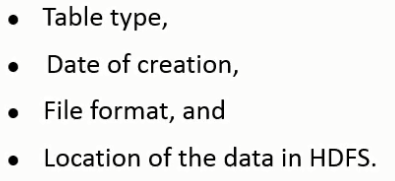 ● Table type,
● Date of creation,
● File format, and
● Location of the data in HDFS.